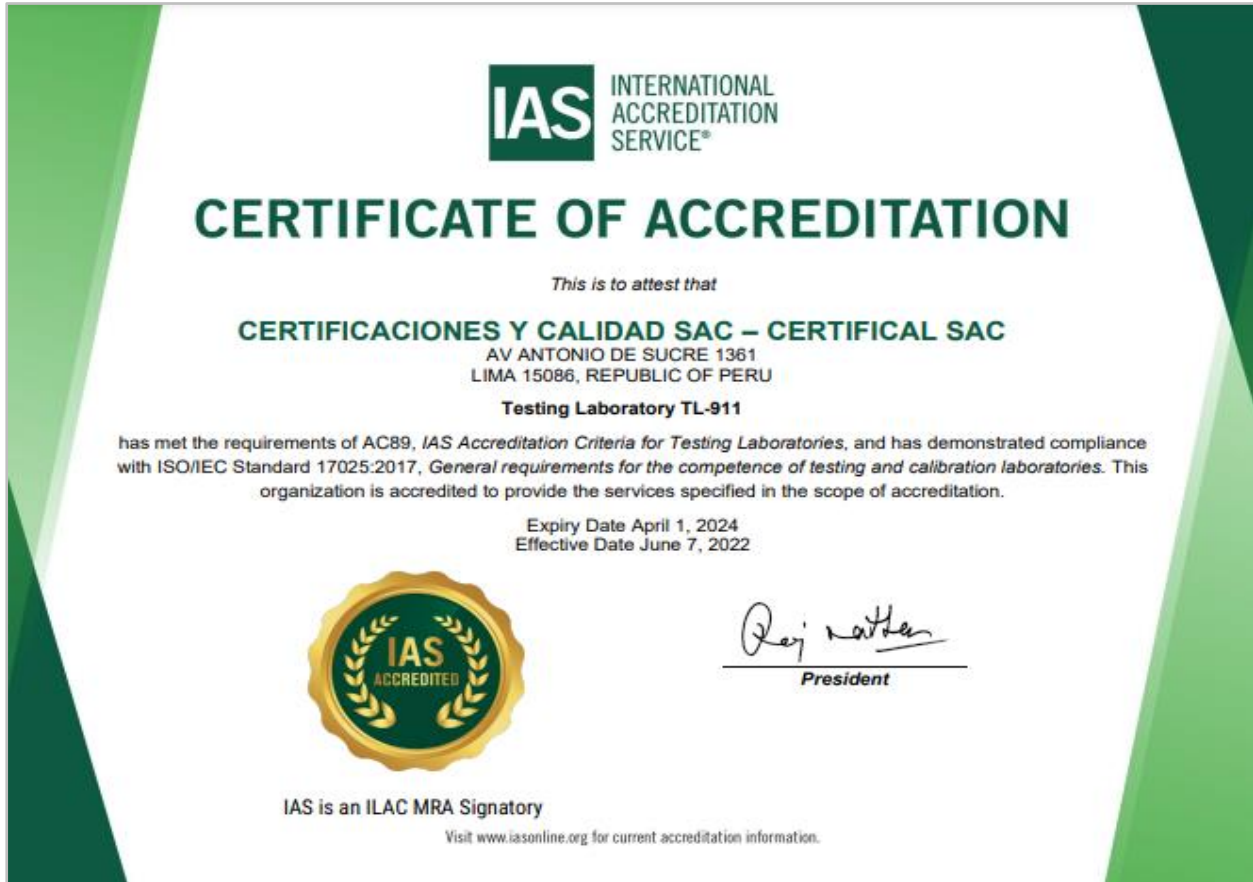 IAS INTERNATIONAL
ACCREDITATION
SERVICE®
CERTIFICATE OF ACCREDITATION
This is to attest that
CERTIFICACIONES Y CALIDAD SAC – CERTIFICAL SAC
AV ANTONIO DE SUCRE 1361
LIMA 15086, REPUBLIC OF PERU
Testing Laboratory TL-911
has met the requirements of AC89, IAS Accreditation Criteria for Testing Laboratories, and has demonstrated compliance
with ISO/IEC Standard 17025:2017, General requirements for the competence of testing and calibration laboratories. This
organization is accredited to provide the services specified in the scope of accreditation.
Expiry Date April 1, 2024
Effective Date June 7, 2022
IAS
ACCREDITED
Raj Nathan
President
IAS is an ILAC MRA Signatory
Visit www.iasonline.org for current accreditation information.